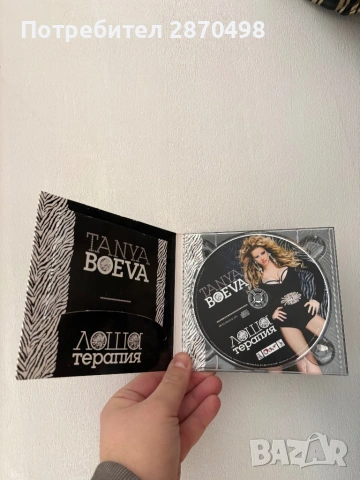 Потребител 2870498
TANYA
BOEVA
ЛОША
терапия
TANYA
BOEVA
ЛОША
терапия
BAZAR